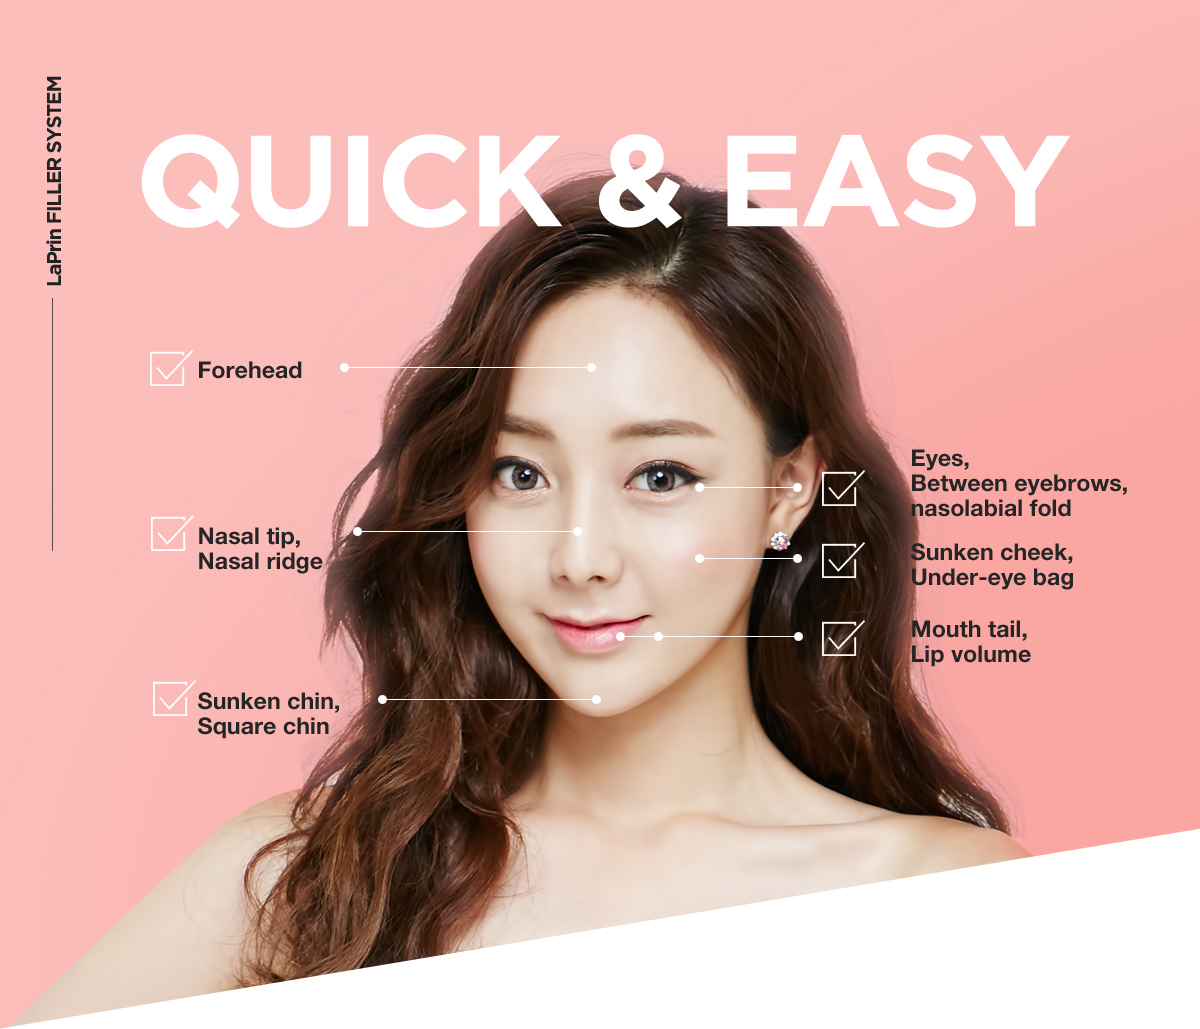 LaPrin FILLER SYSTEM
QUICK & EASY
Forehead
Nasal tip,
Nasal ridge
Sunken chin,
Square chin
Eyes,
Between eyebrows,
nasolabial fold
Sunken cheek,
Under-eye bag
Mouth tail,
Lip volume